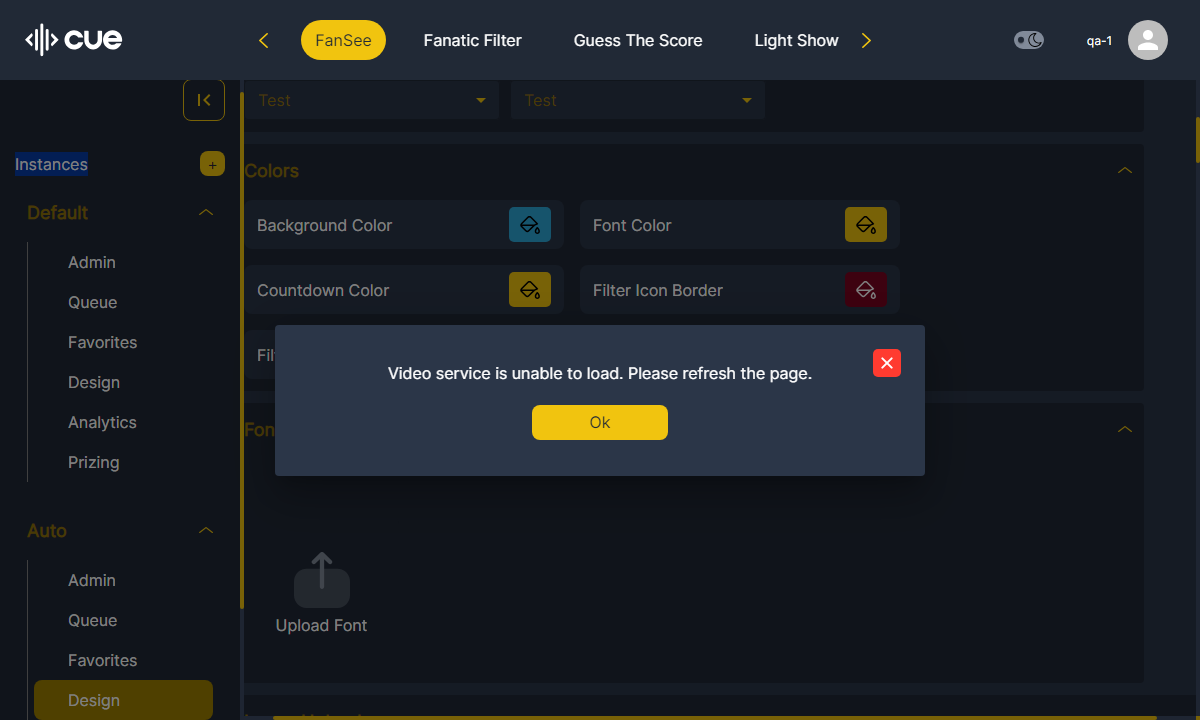 cue
FanSee
Fanatic Filter
Guess The Score
Light Show
qa-1
Test
Test
Instances
+
Default
Admin
Queue
Favorites
Design
Analytics
Prizing
Auto
Admin
Queue
Favorites
Design
Colors
Background Color
Font Color
Countdown Color
Filter Icon Border
Video service is unable to load. Please refresh the page.
Ok
Upload Font